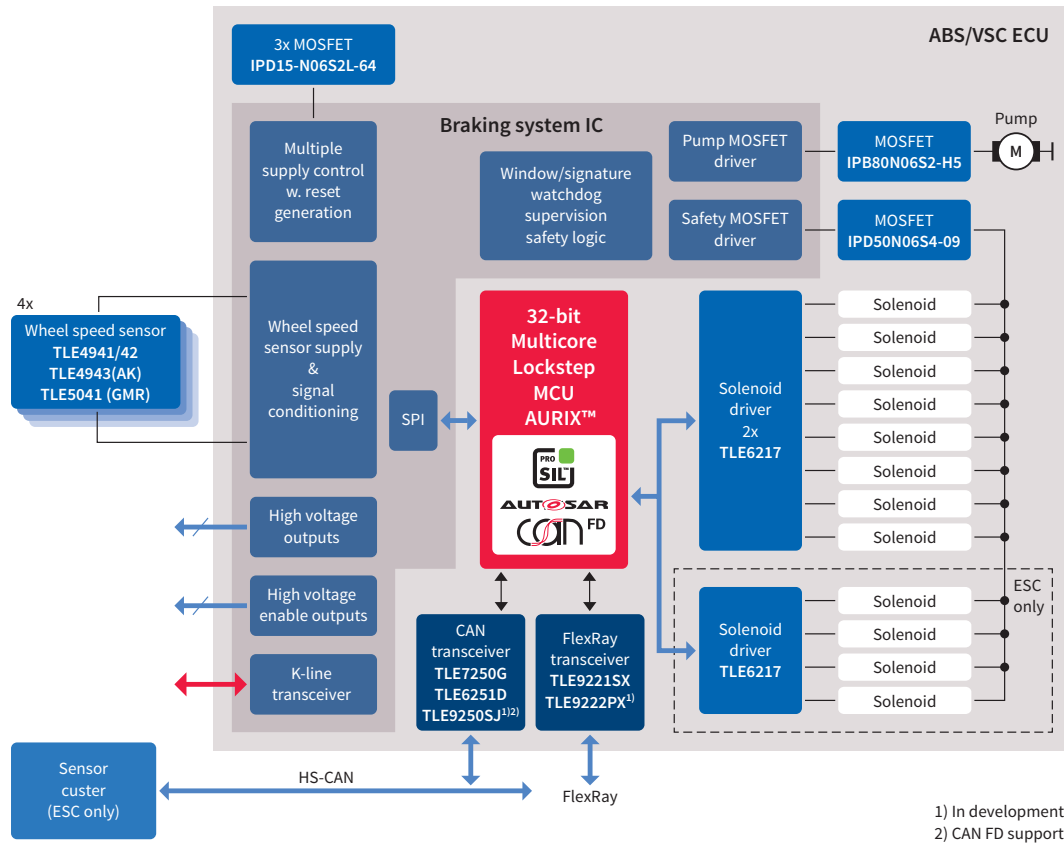 ABS/VSC ECU
3x MOSFET
IPD15-N06S2L-64
Braking system IC
Multiple
supply control
w. reset
generation
Window/signature
watchdog
supervision
safety logic
Pump MOSFET
driver
MOSFET
IPB80N06S2-H5
Pump
M
Safety MOSFET
driver
MOSFET
IPD50N06S4-09
4x
Wheel speed sensor
TLE4941/42
TLE4943(AK)
TLE5041 (GMR)
Wheel speed
sensor supply
&
signal
conditioning
SPI
32-bit
Multicore
Lockstep
MCU
AURIX™
PRO
SIL™
AUTOSAR
CAN FD
Solenoid
driver
2x
TLE6217
Solenoid
Solenoid
Solenoid
Solenoid
Solenoid
Solenoid
Solenoid
Solenoid
High voltage
outputs
High voltage
enable outputs
K-line
transceiver
CAN
transceiver
TLE7250G
TLE6251D
TLE9250SJ1)2)
FlexRay
transceiver
TLE9221SX
TLE9222PX1)
Solenoid
driver
TLE6217
Solenoid
Solenoid
Solenoid
Solenoid
ESC
only
Sensor
custer
(ESC only)
HS-CAN
FlexRay
1) In development
2) CAN FD support